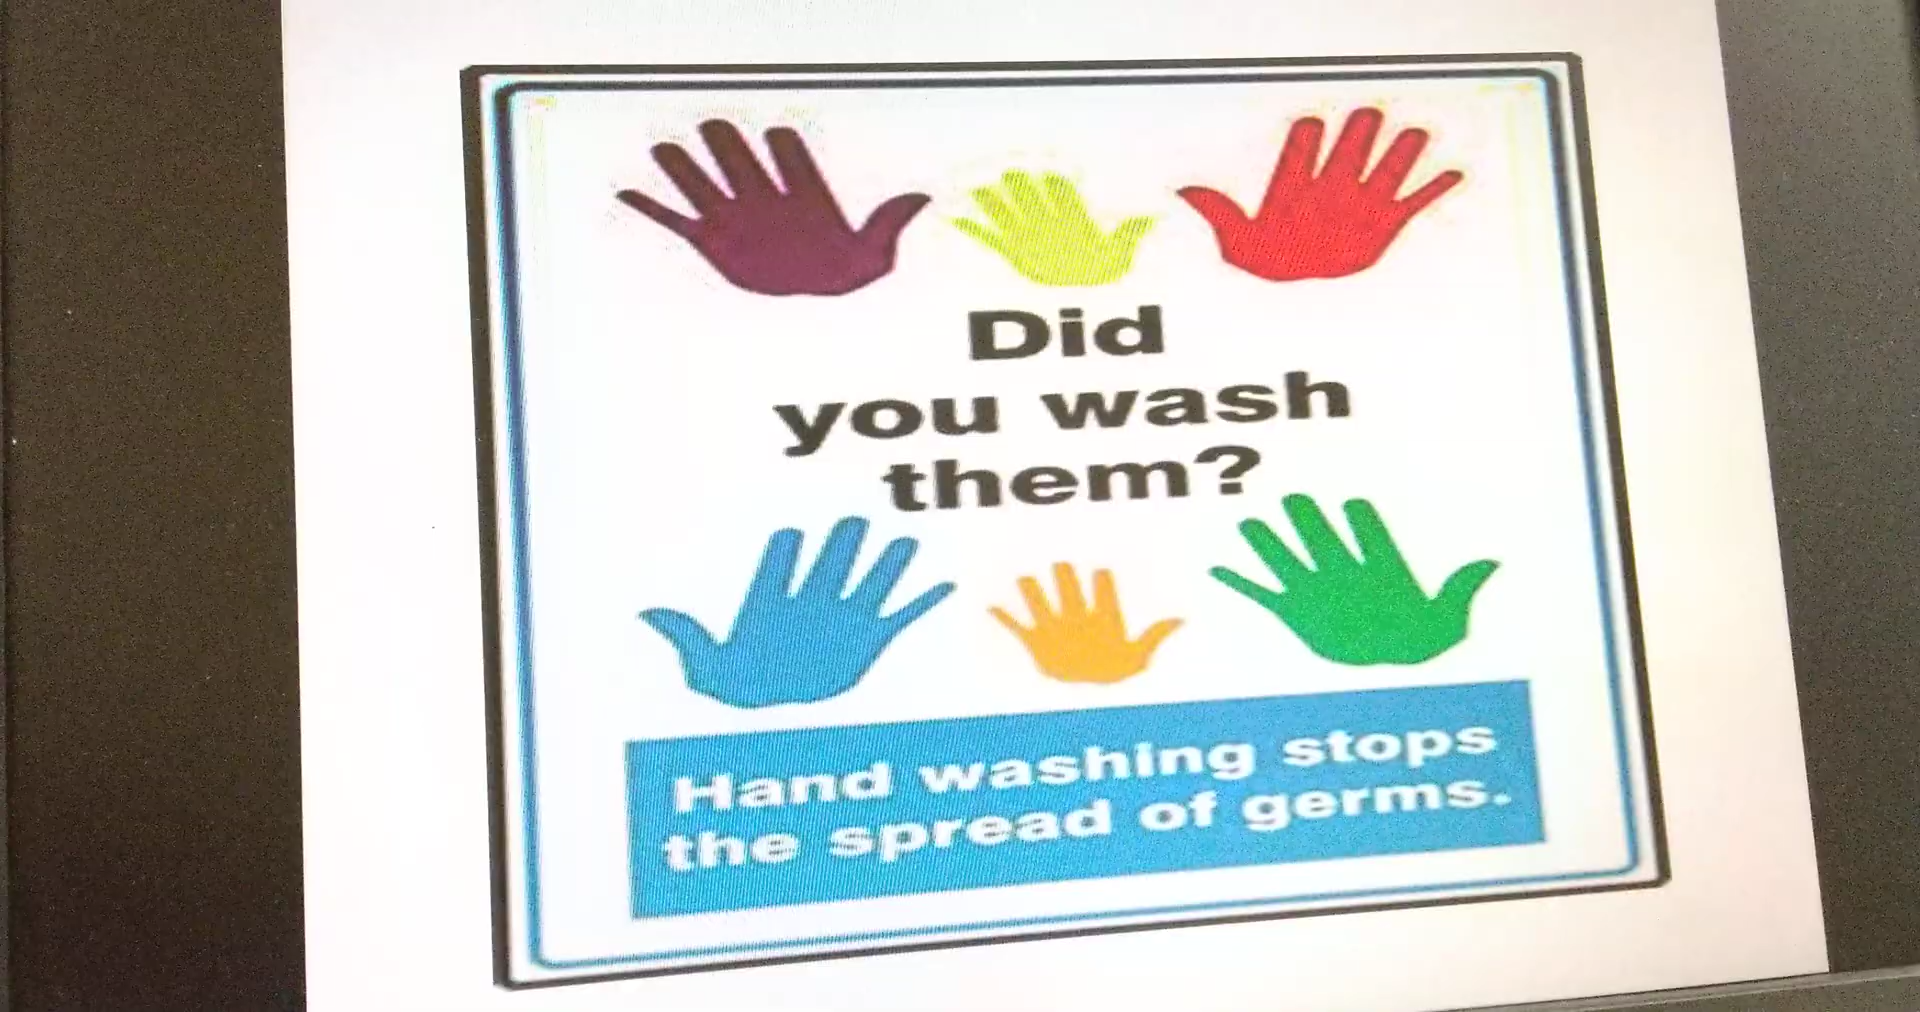 Did
you wash
them?
Hand washing stops
the spread of germs.